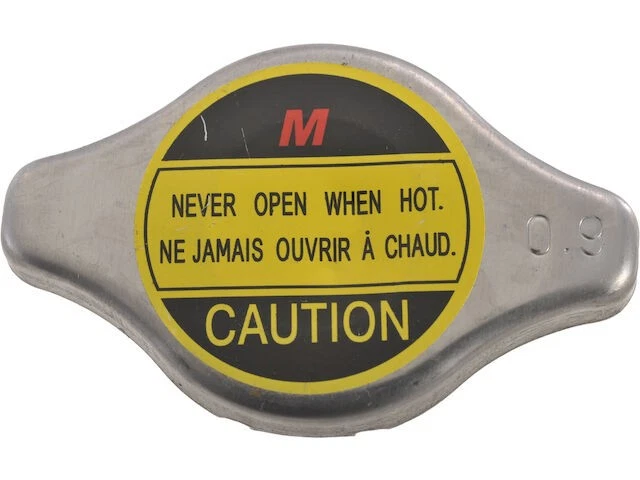 M
NEVER OPEN WHEN HOT.
NE JAMAIS OUVRIR À CHAUD.
0.9
CAUTION